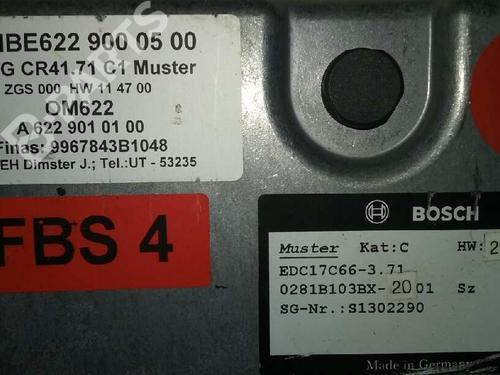 MBE622 900 05 00
G CR41.71 C1 Muster
ZGS 000 HW 11 47 00
OM622
A 622 901 01 00
Finas: 9967843B1048
EH Dimster J.; Tel.:UT - 53235
FBS 4
BOSCH
Muster Kat:C HW:2
EDC17C66-3.71
0281B103BX-2001 Sz
SG-Nr.:S1302290
Made in Germany